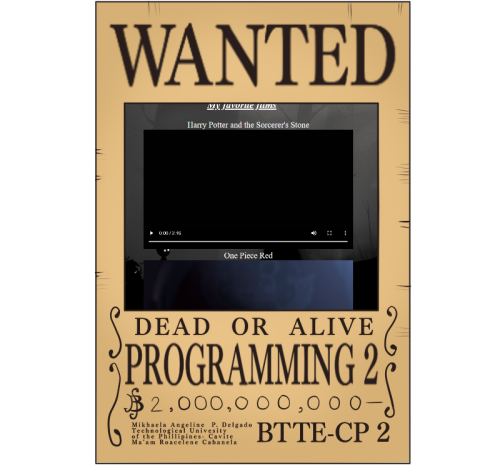 WANTED
My favorite films
Harry Potter and the Sorcerer's Stone
0:00 / 2:46
One Piece Red
DEAD OR ALIVE
PROGRAMMING 2
฿2,000,000,000—
Mikhaela Angeline P. Delgado
Technological Univesity
of the Phillipines- Cavite
Ma'am Roacelene Cabanela
BTTE-CP 2